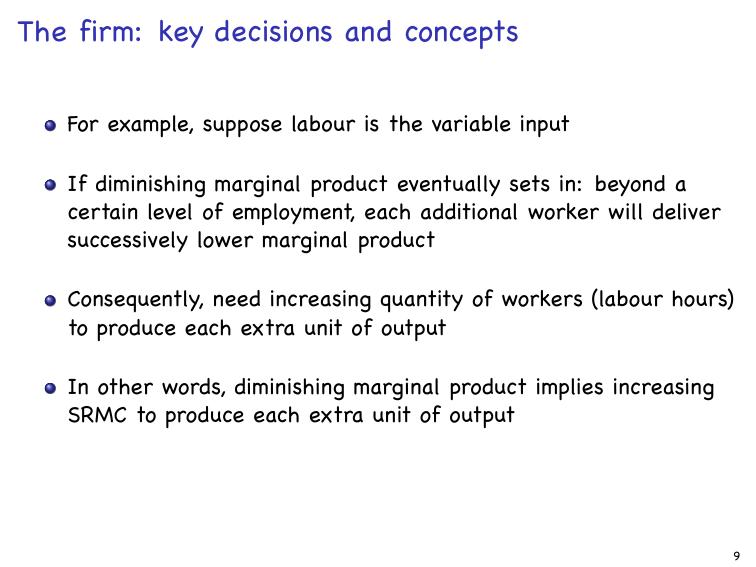 The firm: key decisions and concepts
For example, suppose labour is the variable input
If diminishing marginal product eventually sets in: beyond a
certain level of employment, each additional worker will deliver
successively lower marginal product
Consequently, need increasing quantity of workers (labour hours)
to produce each extra unit of output
In other words, diminishing marginal product implies increasing
SRMC to produce each extra unit of output
9